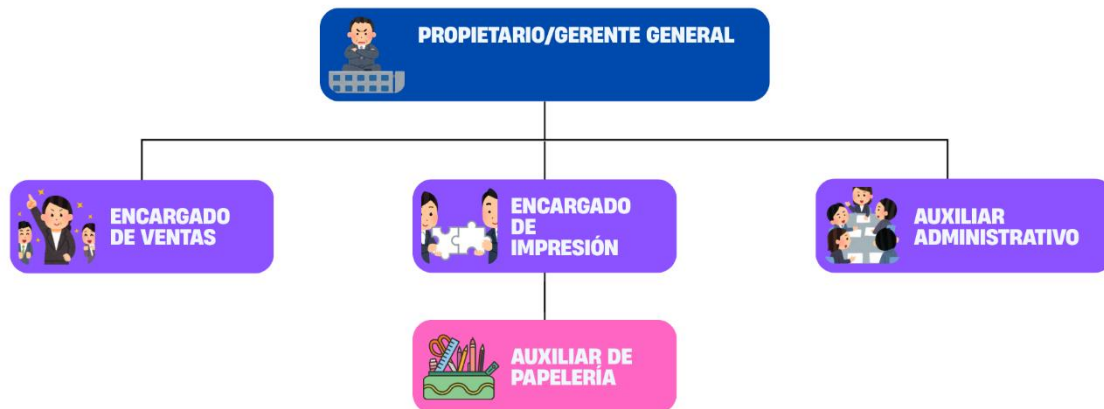 PROPIETARIO/GERENTE GENERAL
ENCARGADO
DE VENTAS
ENCARGADO
DE
IMPRESIÓN
AUXILIAR
ADMINISTRATIVO
AUXILIAR DE
PAPELERÍA